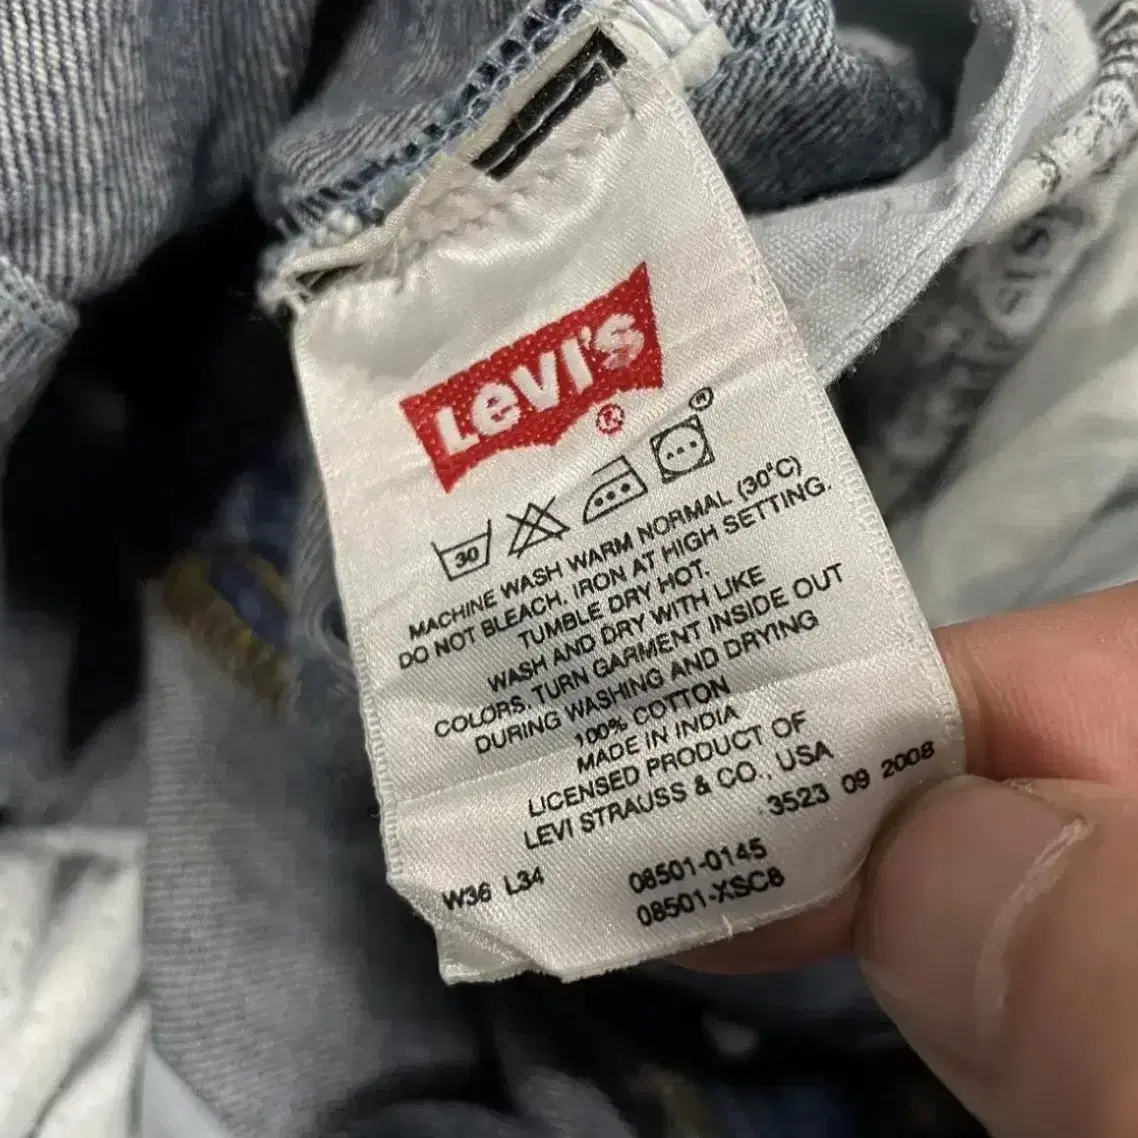 Levi's
®
®
30
MACHINE WASH WARM NORMAL (30°C)
DO NOT BLEACH. IRON AT HIGH SETTING.
TUMBLE DRY HOT.
WASH AND DRY WITH LIKE
COLORS. TURN GARMENT INSIDE OUT
DURING WASHING AND DRYING
100% COTTON
MADE IN INDIA
LICENSED PRODUCT OF
LEVI STRAUSS & CO., USA
3523 09 2008
W36 L34
08501-0145
08501-XSC8